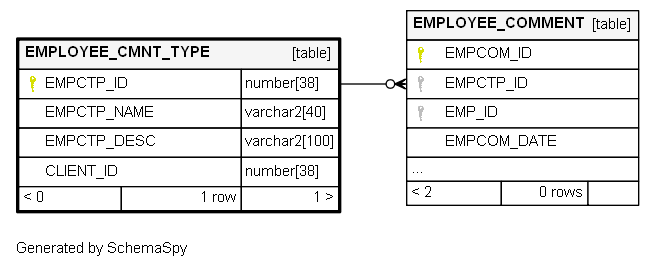 EMPLOYEE_CMNT_TYPE [table]
EMPCTP_ID number[38]
EMPCTP_NAME varchar2[40]
EMPCTP_DESC varchar2[100]
CLIENT_ID number[38]
< 0 1 row 1 >
EMPLOYEE_COMMENT [table]
EMPCOM_ID
EMPCTP_ID
EMP_ID
EMPCOM_DATE
...
< 2 0 rows
Generated by SchemaSpy